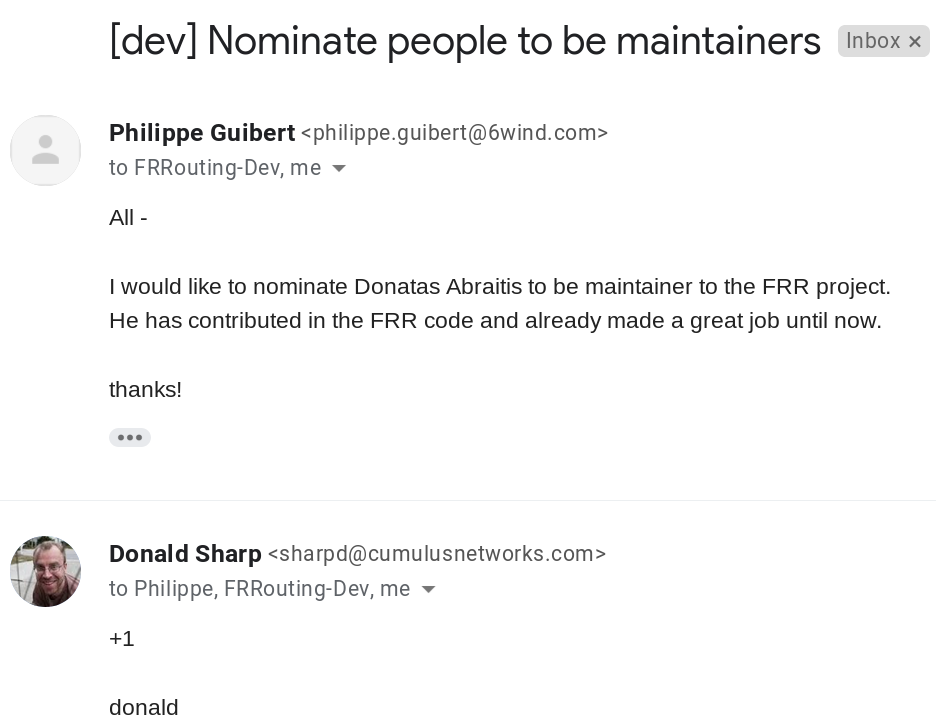 [dev] Nominate people to be maintainers Inbox ×
Philippe Guibert <philippe.guibert@6wind.com>
to FRRouting-Dev, me
All -
I would like to nominate Donatas Abraitis to be maintainer to the FRR project.
He has contributed in the FRR code and already made a great job until now.
thanks!
Donald Sharp <sharpd@cumulusnetworks.com>
to Philippe, FRRouting-Dev, me
+1
donald